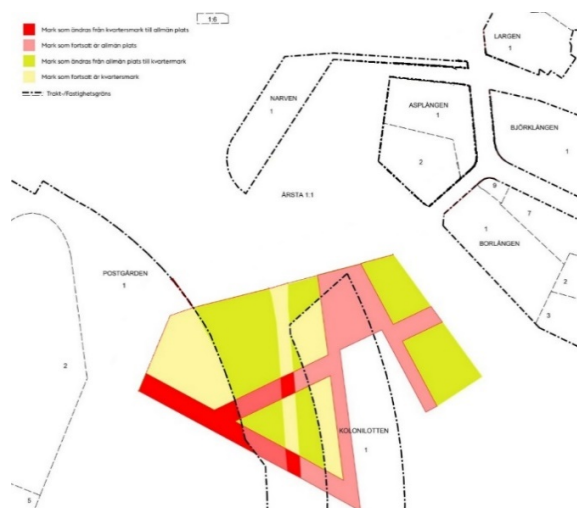 1:6
Mark som ändras från kvartersmark till allmän plats
Mark som fortsatt är allmän plats
Mark som ändras från allmän plats till kvartermark
Mark som fortsatt är kvartersmark
Trakt-/Fastighetsgräns
LARGEN
1
NARVEN
1
ASPLÅNGEN
1
2
BJÖRKLÅNGEN
1
ÅRSTA 1:1
9
7
1
BORLÅNGEN
2
3
POSTGÅRDEN
1
2
KOLONILOTTEN
1
5